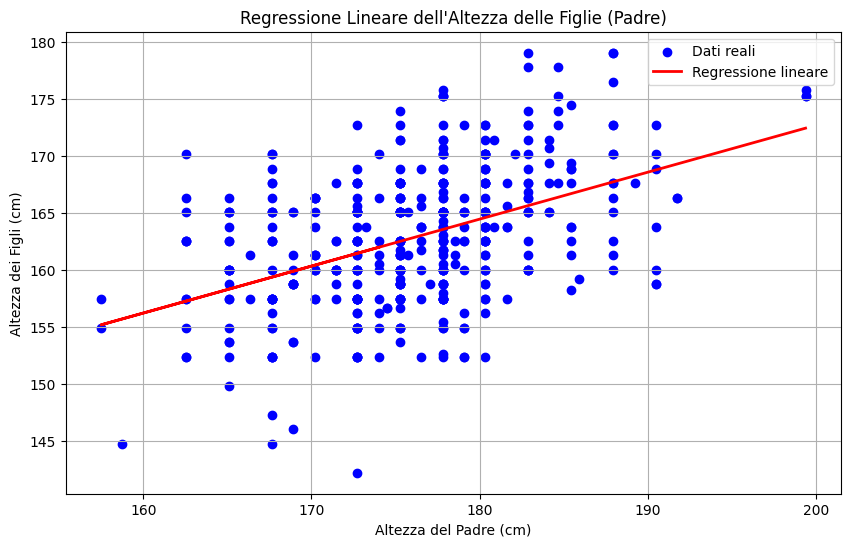 Regressione Lineare dell'Altezza delle Figlie (Padre)
Dati reali
Regressione lineare
Altezza dei Figli (cm)
180
175
170
165
160
155
150
145
160
170
180
190
200
Altezza del Padre (cm)